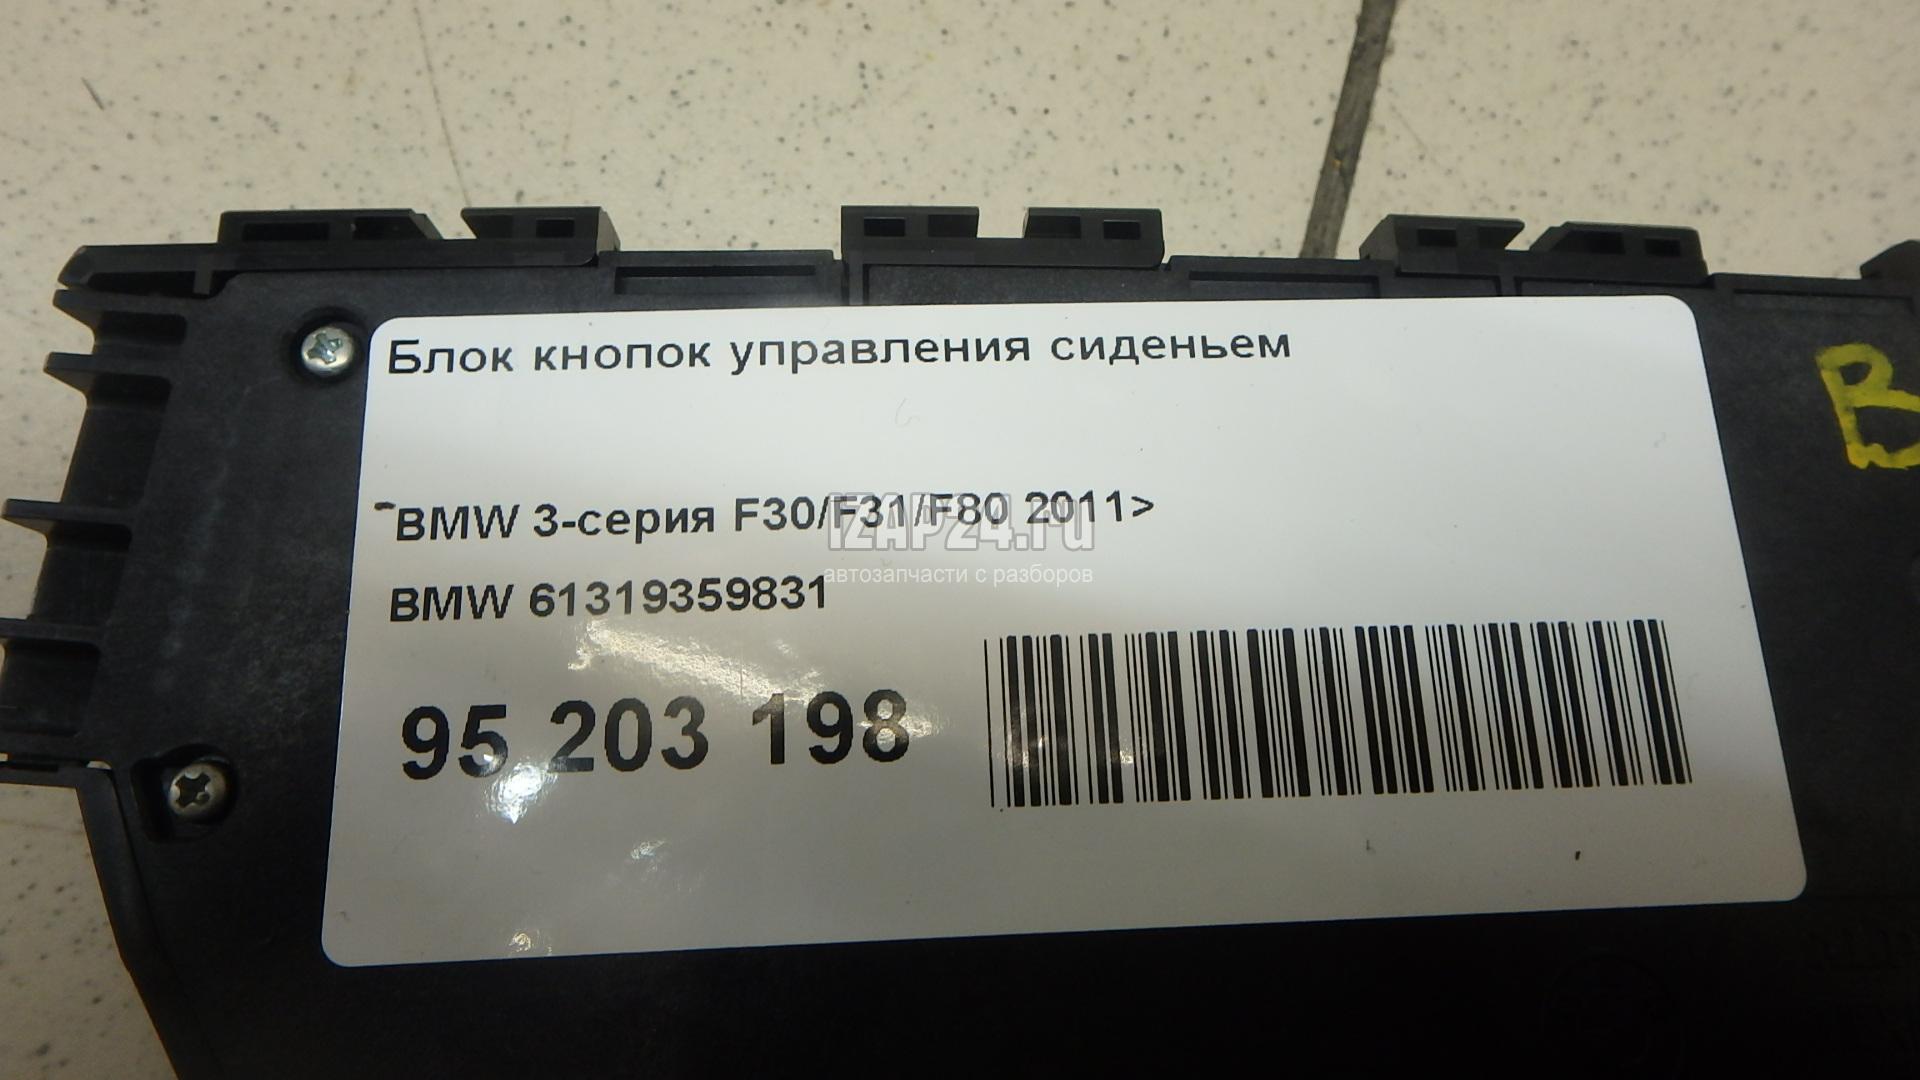 Блок кнопок управления сиденьем
BMW 3-серия F30/F31/F80 2011>
IZAP24.ru
автозапчасти с разборов
BMW 61319359831
95 203 198
B